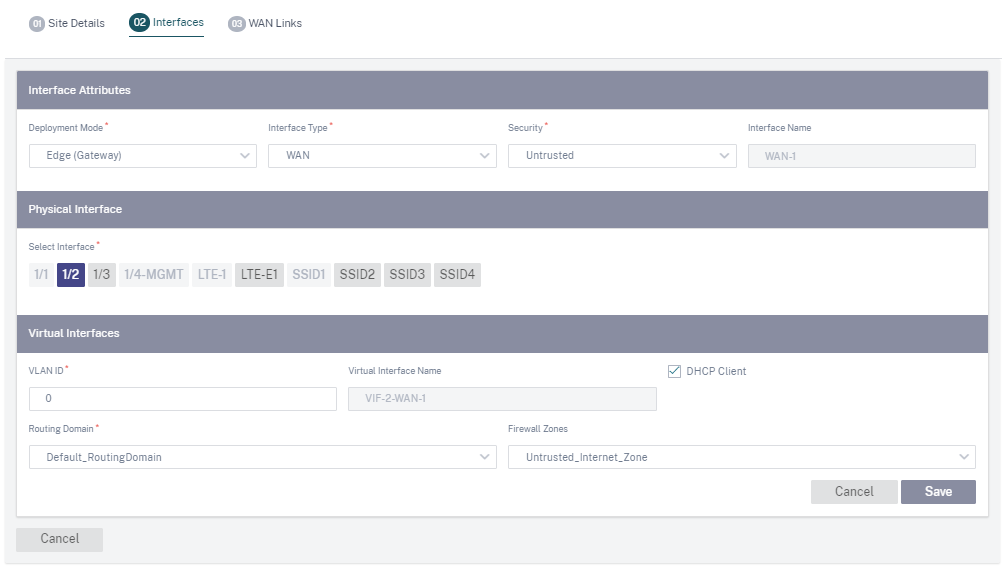 01 Site Details 02 Interfaces 03 WAN Links
Interface Attributes
Deployment Mode * Interface Type * Security * Interface Name
Edge (Gateway) WAN Untrusted WAN-1
Physical Interface
Select Interface *
1/1 1/2 1/3 1/4-MGMT LTE-1 LTE-E1 SSID1 SSID2 SSID3 SSID4
Virtual Interfaces
VLAN ID * Virtual Interface Name DHCP Client
0 VIF-2-WAN-1
Routing Domain * Firewall Zones
Default_RoutingDomain Untrusted_Internet_Zone
Cancel Save
Cancel